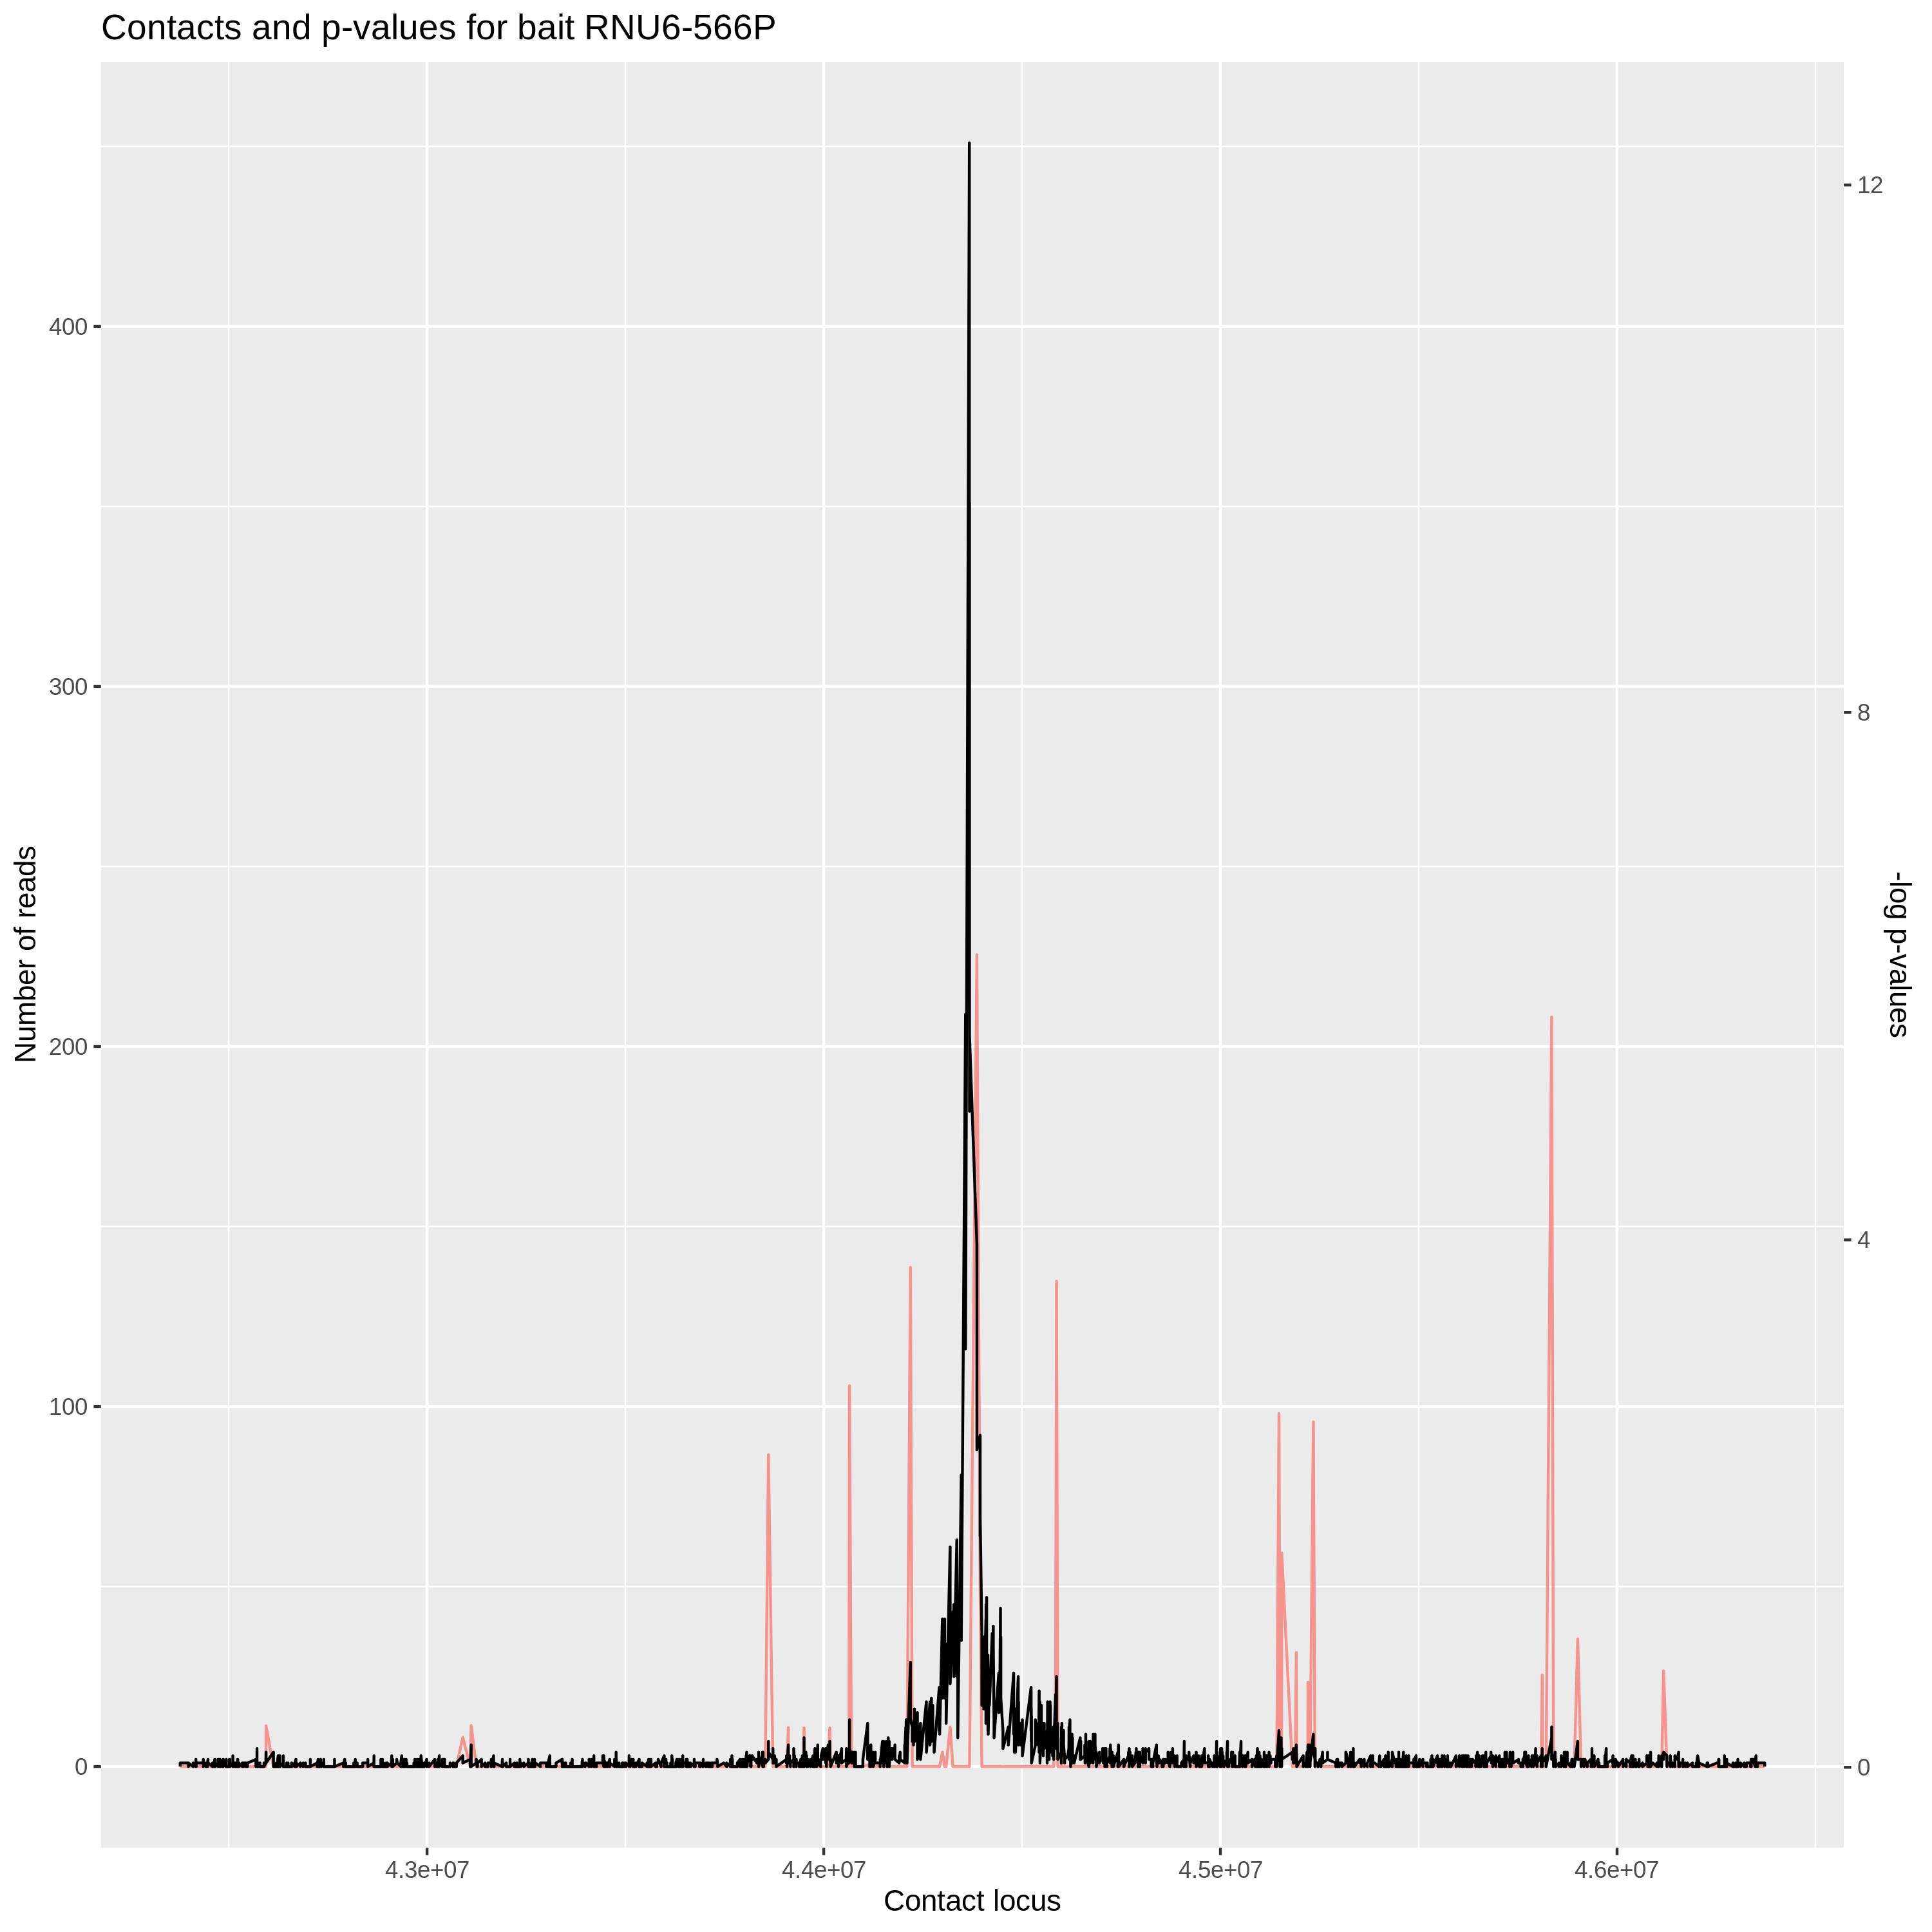 Contacts and p-values for bait RNU6-566P
Number of reads
400
300
200
100
0
12
8
4
0
-log p-values
4.3e+07
4.4e+07
4.5e+07
4.6e+07
Contact locus